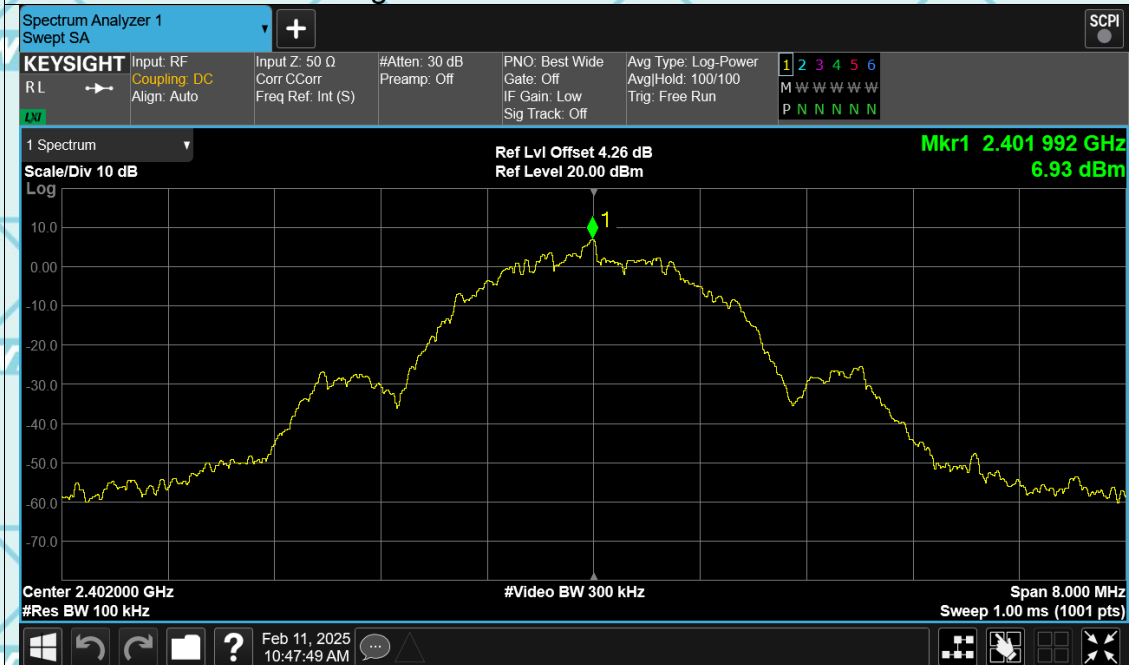 Spectrum Analyzer 1
Swept SA
+
SCPI
KEYSIGHT
R L
LXI
Input: RF
Coupling: DC
Align: Auto
Input Z: 50 Ω
Corr CCorr
Freq Ref: Int (S)
#Atten: 30 dB
Preamp: Off
PNO: Best Wide
Gate: Off
IF Gain: Low
Sig Track: Off
Avg Type: Log-Power
Avg|Hold: 100/100
Trig: Free Run
1 2 3 4 5 6
M W W W W W W
P N N N N N N
1 Spectrum
Scale/Div 10 dB
Ref Lvl Offset 4.26 dB
Ref Level 20.00 dBm
Mkr1 2.401 992 GHz
6.93 dBm
Log
1
10.0
0.00
-10.0
-20.0
-30.0
-40.0
-50.0
-60.0
-70.0
Center 2.402000 GHz
#Video BW 300 kHz
Span 8.000 MHz
#Res BW 100 kHz
Sweep 1.00 ms (1001 pts)
?
Feb 11, 2025
10:47:49 AM